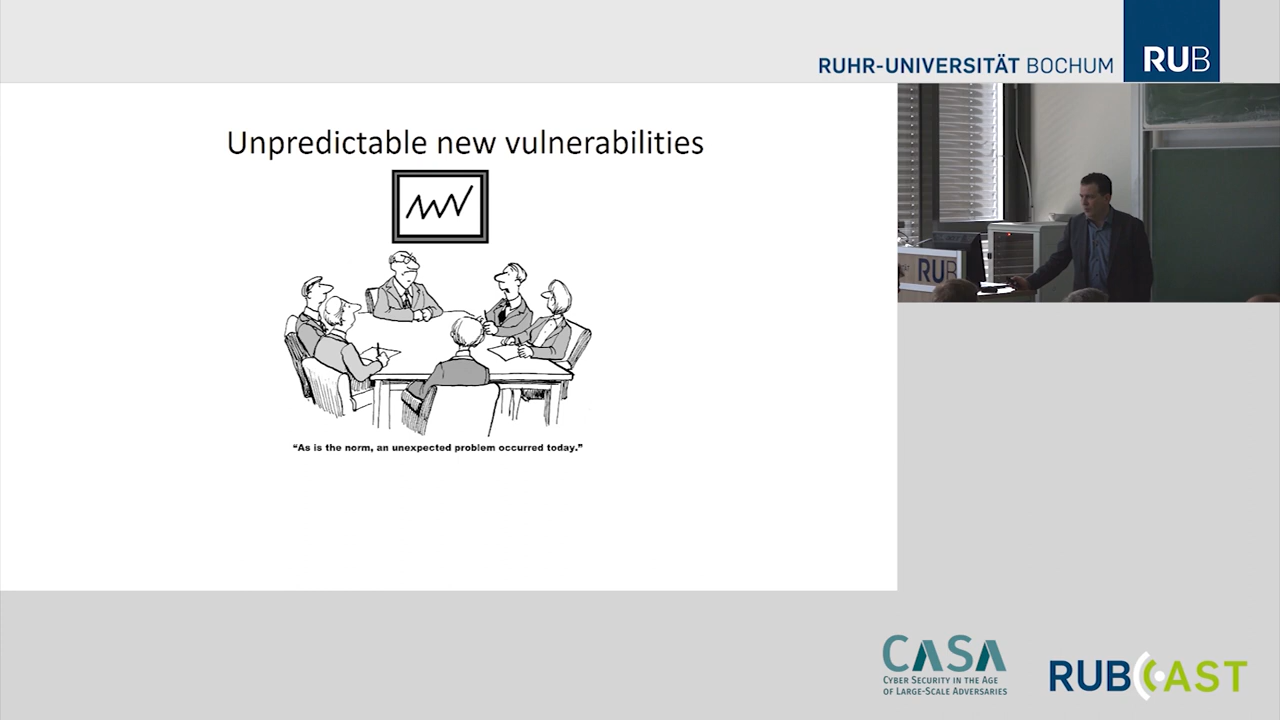 RUHR-UNIVERSITÄT BOCHUM
RUB
Unpredictable new vulnerabilities
RUB
"As is the norm, an unexpected problem occurred today."
CASA
CYBER SECURITY IN THE AGE
OF LARGE-SCALE ADVERSARIES
RUBCAST